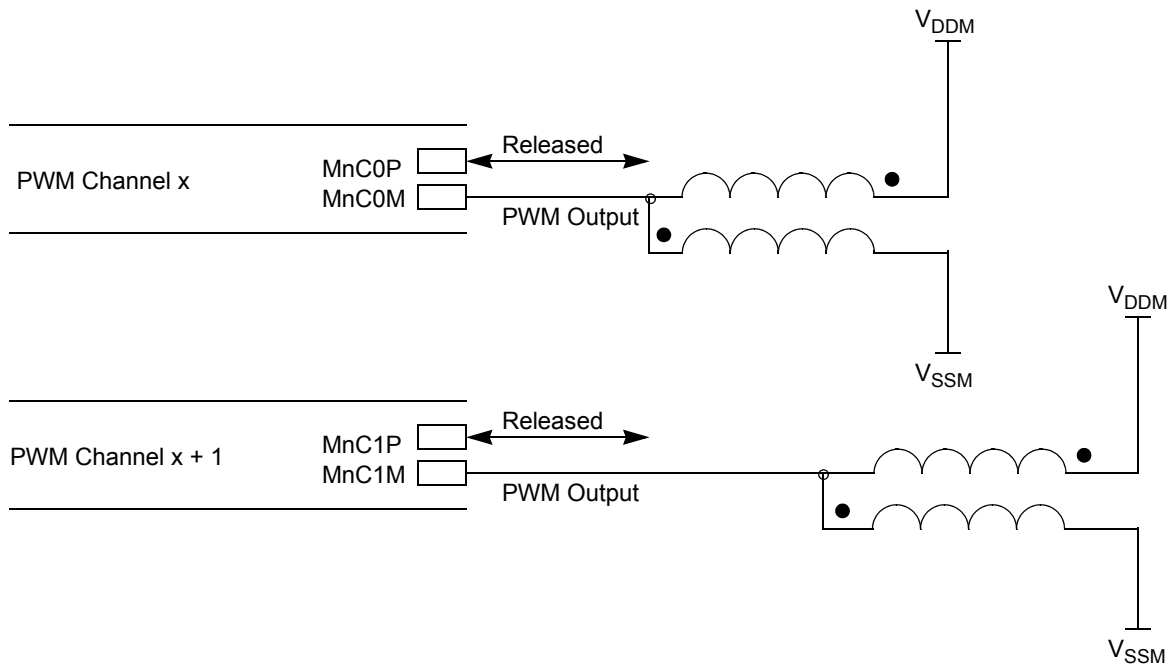 VDDM
Released
MnC0P
PWM Channel x
MnC0M
PWM Output
VDDM
VSSM
Released
MnC1P
PWM Channel x + 1
MnC1M
PWM Output
VSSM